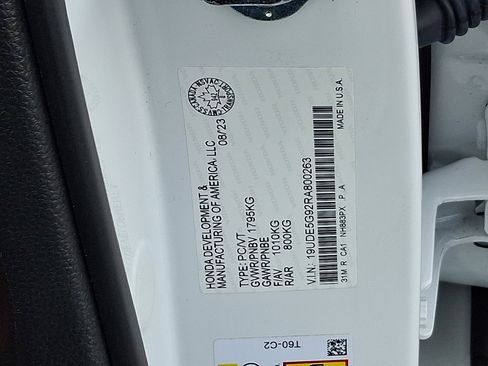 HONDA DEVELOPMENT &
MANUFACTURING OF AMERICA, LLC
08/23
TYPE: PC/VT
GVWR/PNBV 1795KG
GAWR/PNBE
F/AV 1010KG
R/AR 800KG
V.I.N: 19UDE5G92RA800263
31M R CA1 NH883PX P A
MADE IN U.S.A.
T60-C2